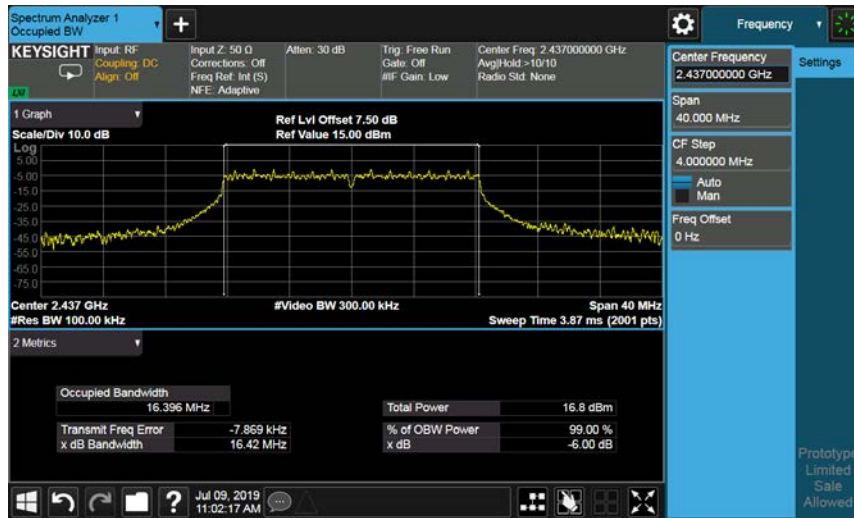 Spectrum Analyzer 1
Occupied BW
+
Frequency
KEYSIGHT
Input: RF
Coupling: DC
Align: Off
Input Z: 50 Ω
Corrections: Off
Freq Ref: Int (S)
NFE: Adaptive
Atten: 30 dB
Trig: Free Run
Gate: Off
#IF Gain: Low
Center Freq: 2.437000000 GHz
Avg|Hold:>10/10
Radio Std: None
LXI
1 Graph
Scale/Div 10.0 dB
Ref Lvl Offset 7.50 dB
Ref Value 15.00 dBm
Log
5.00
-5.00
-15.0
-25.0
-35.0
-45.0
-55.0
-65.0
-75.0
Center 2.437 GHz
#Res BW 100.00 kHz
#Video BW 300.00 kHz
Span 40 MHz
Sweep Time 3.87 ms (2001 pts)
2 Metrics
Occupied Bandwidth
16.396 MHz
Total Power 16.8 dBm
Transmit Freq Error -7.869 kHz
% of OBW Power 99.00 %
x dB Bandwidth 16.42 MHz
x dB -6.00 dB
Center Frequency
2.437000000 GHz
Settings
Span
40.000 MHz
CF Step
4.000000 MHz
Auto
Man
Freq Offset
0 Hz
Prototype
Limited
Sale
Allowed
?
Jul 09, 2019
11:02:17 AM